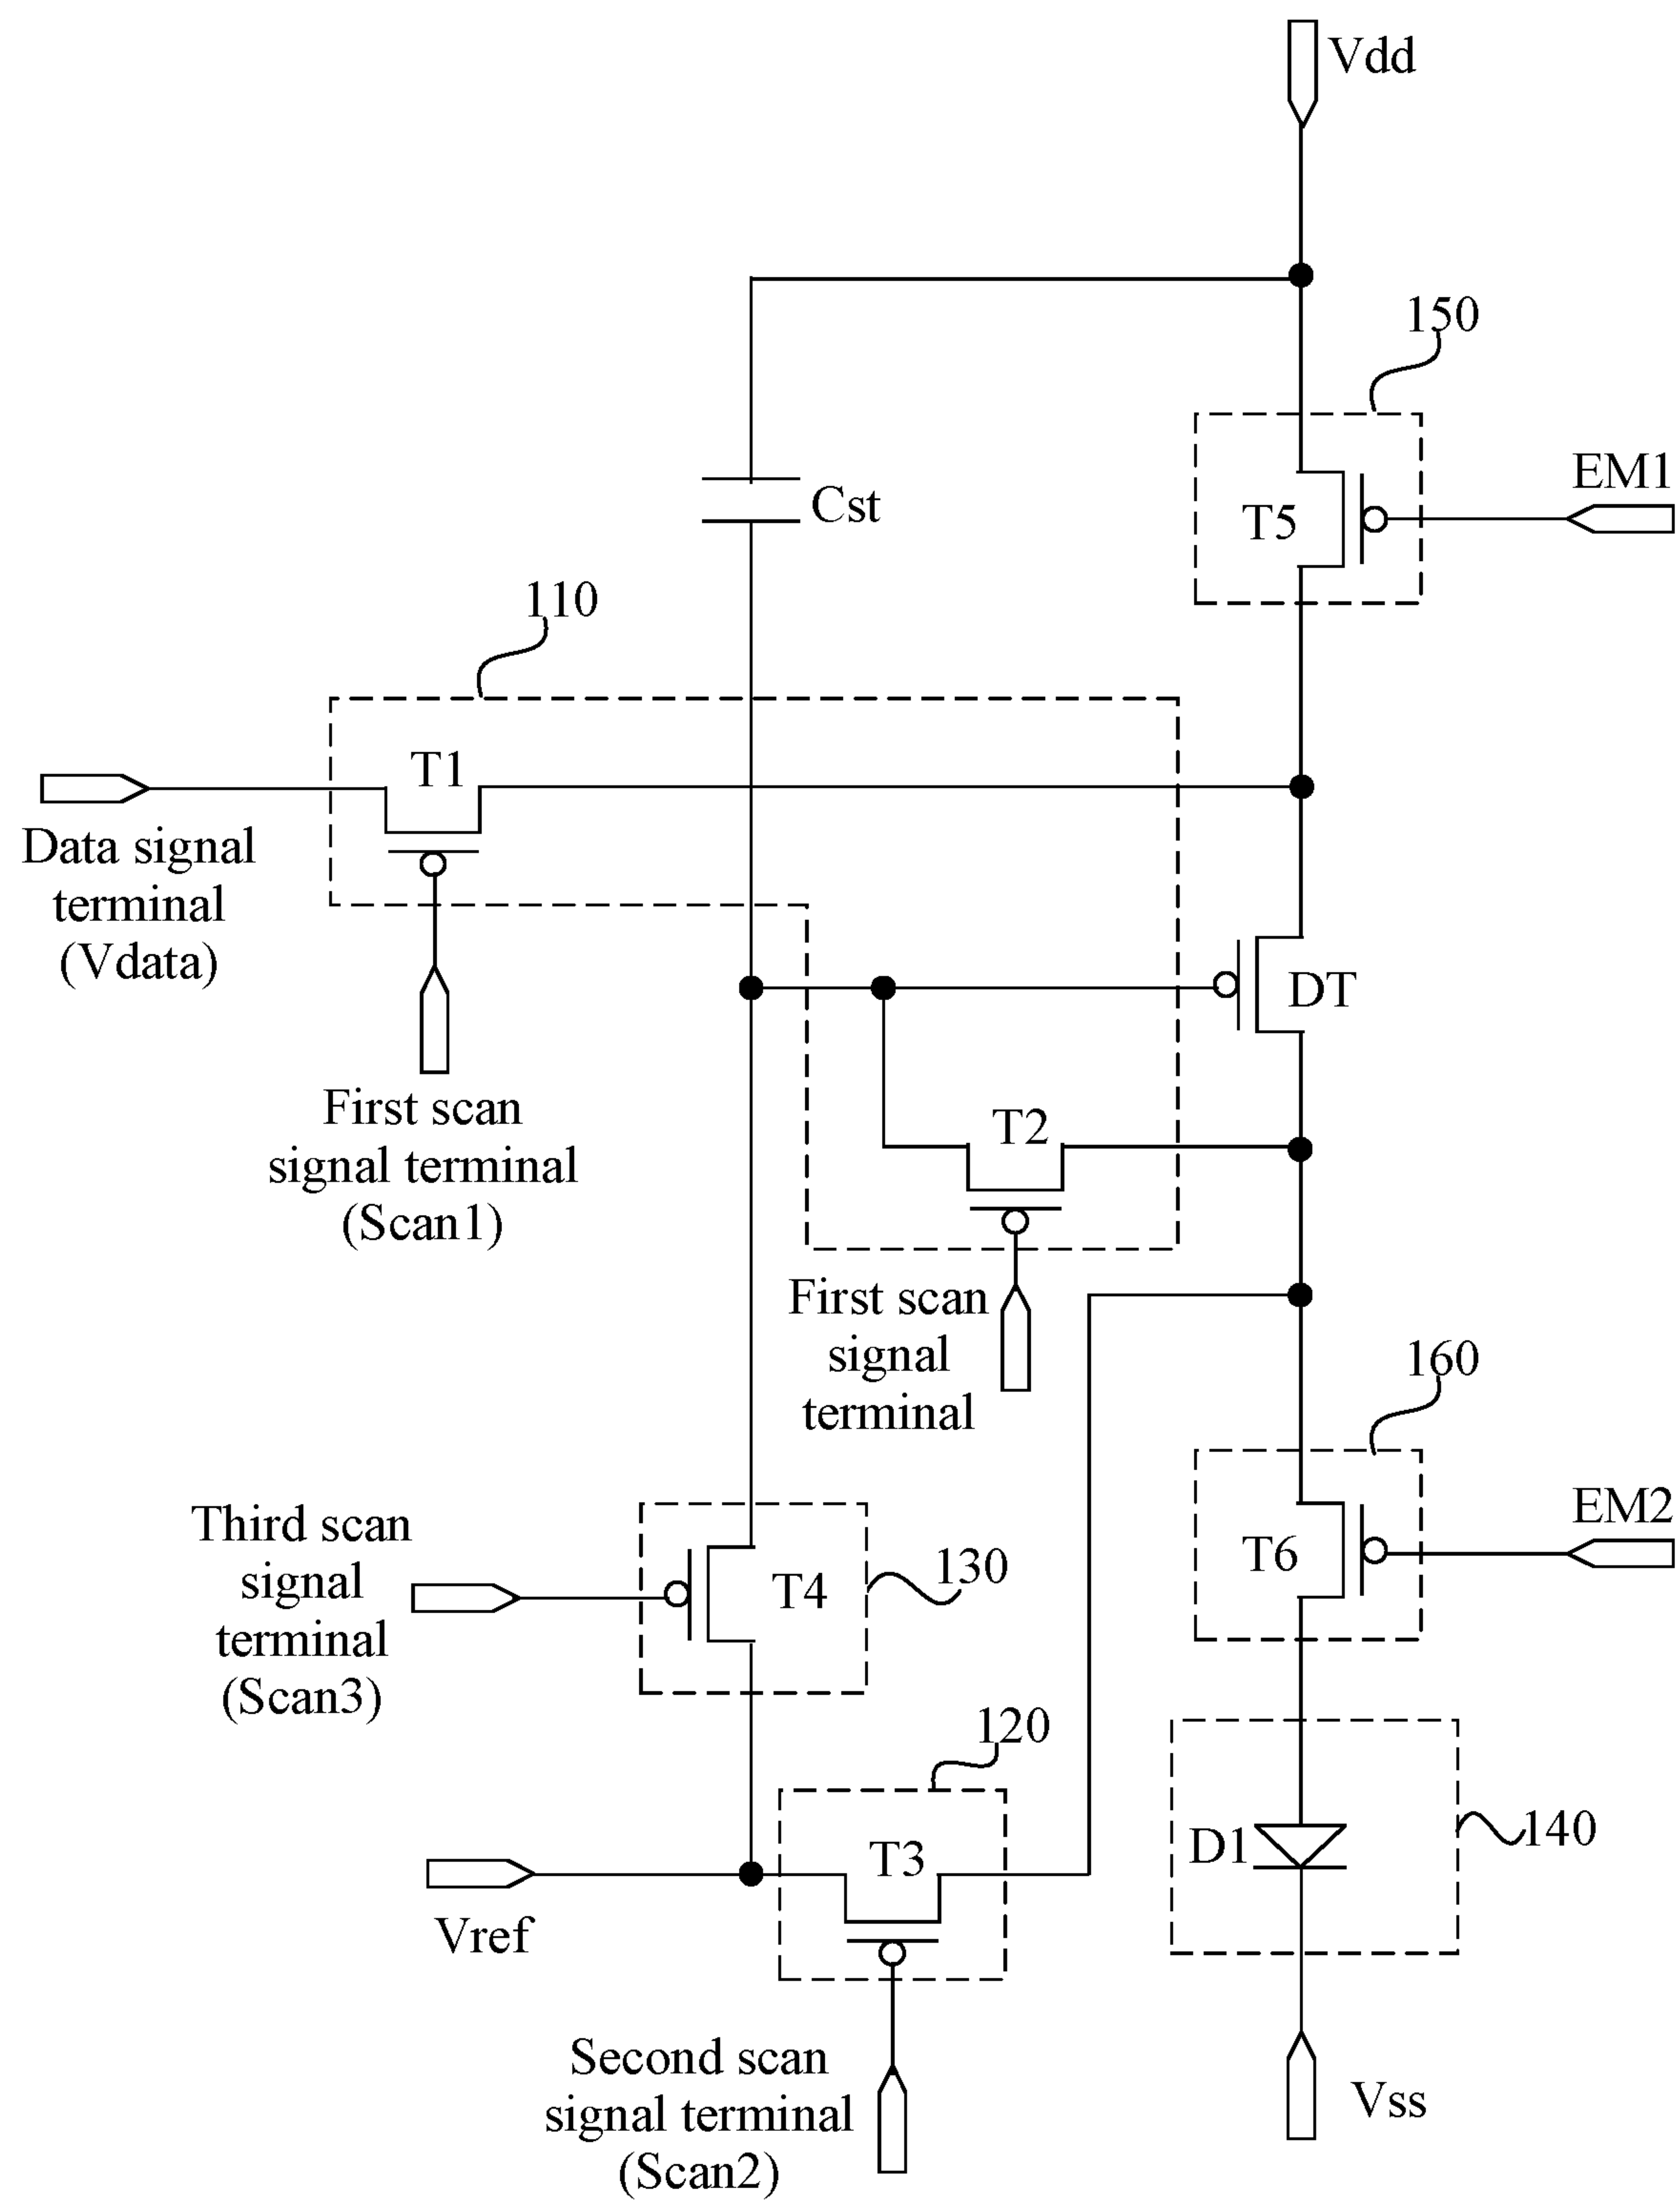 Vdd
150
EM1
T5
Cst
110
T1
Data signal
terminal
(Vdata)
DT
First scan
signal terminal
(Scan1)
T2
First scan
signal
terminal
160
EM2
T6
Third scan
signal
terminal
(Scan3)
T4
130
120
T3
D1
140
Vref
Second scan
signal terminal
(Scan2)
Vss